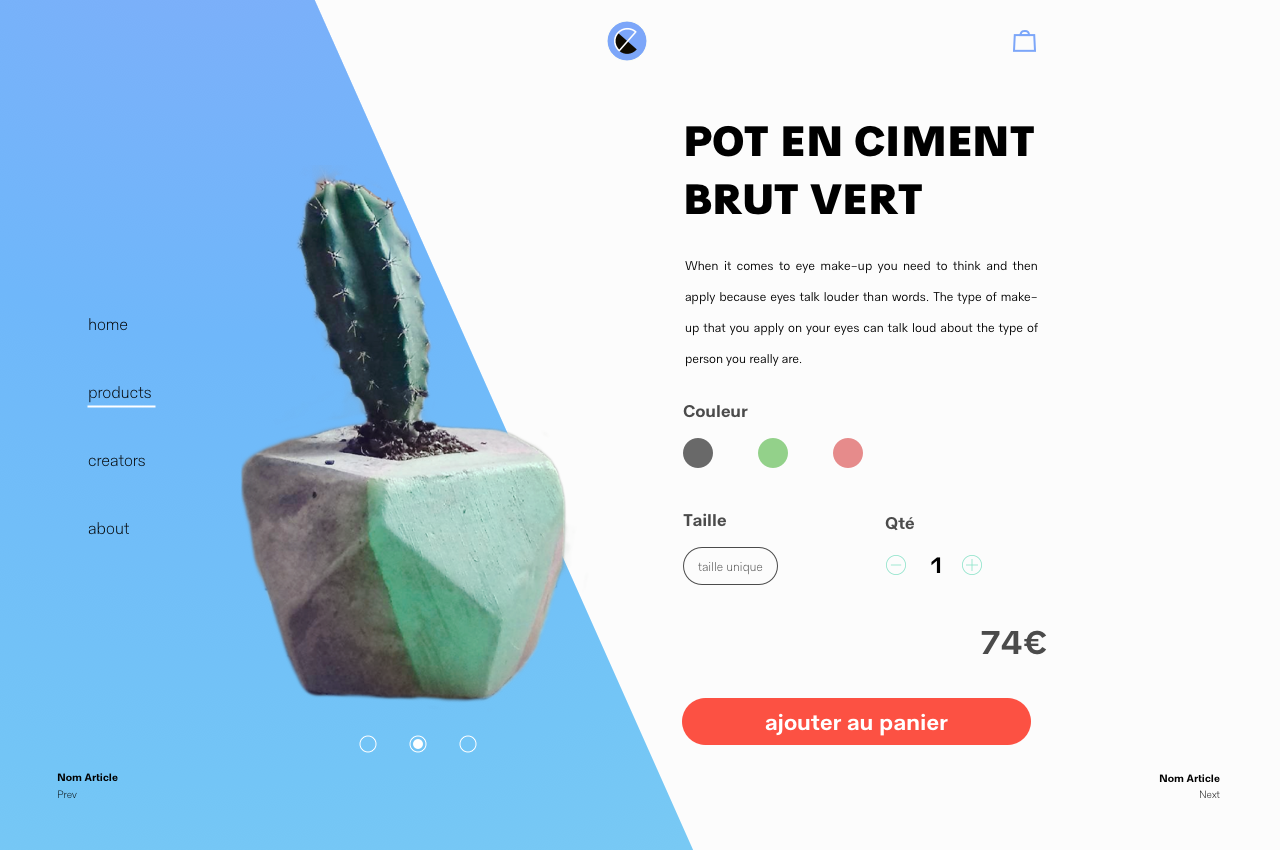 home
products
creators
about
Nom Article
Prev
POT EN CIMENT
BRUT VERT
When it comes to eye make-up you need to think and then
apply because eyes talk louder than words. The type of make-
up that you apply on your eyes can talk loud about the type of
person you really are.
Couleur
Taille
Qté
taille unique
1
74€
ajouter au panier
Nom Article
Next